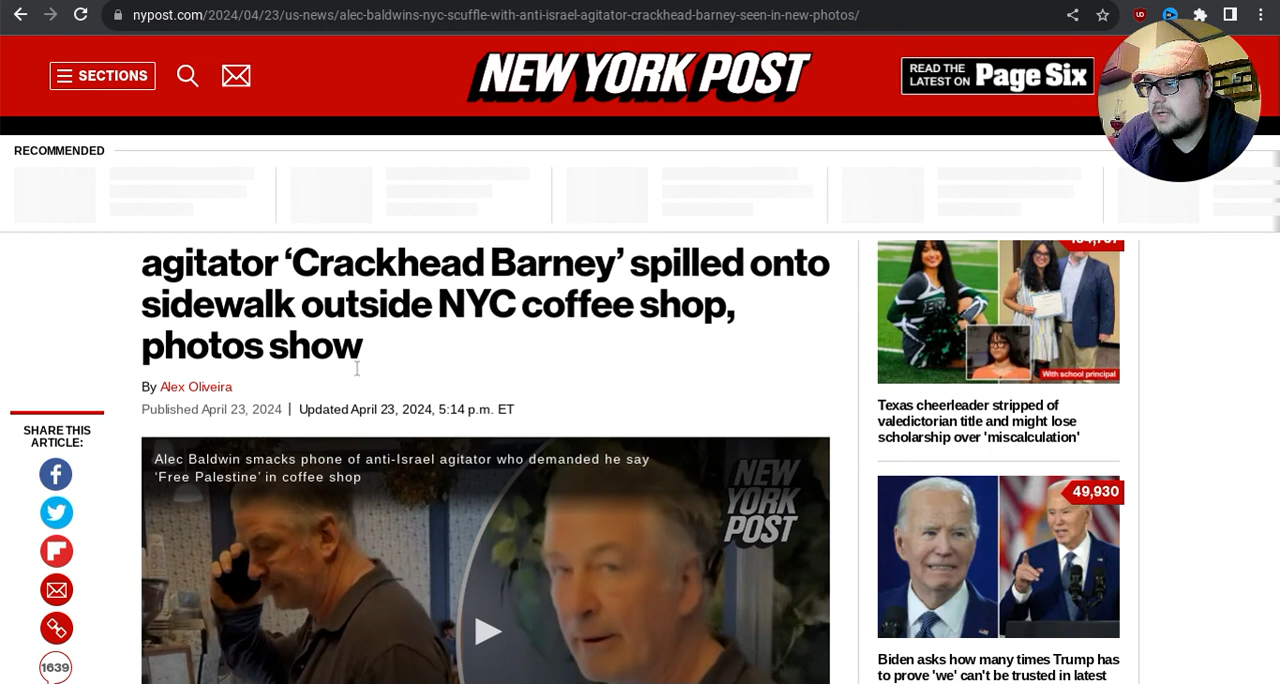 nypost.com/2024/04/23/us-news/alec-baldwins-nyc-scuffle-with-anti-israel-agitator-crackhead-barney-seen-in-new-photos/
SECTIONS
NEW YORK POST
READ THE
LATEST ON
Page Six
RECOMMENDED
agitator ‘Crackhead Barney’ spilled onto
sidewalk outside NYC coffee shop,
photos show
By Alex Oliveira
Published April 23, 2024 | Updated April 23, 2024, 5:14 p.m. ET
SHARE THIS
ARTICLE:
1639
Alec Baldwin smacks phone of anti-Israel agitator who demanded he say
‘Free Palestine’ in coffee shop
NEW
YORK
POST
With school principal
Texas cheerleader stripped of
valedictorian title and might lose
scholarship over 'miscalculation'
49,930
Biden asks how many times Trump has
to prove 'we' can't be trusted in latest